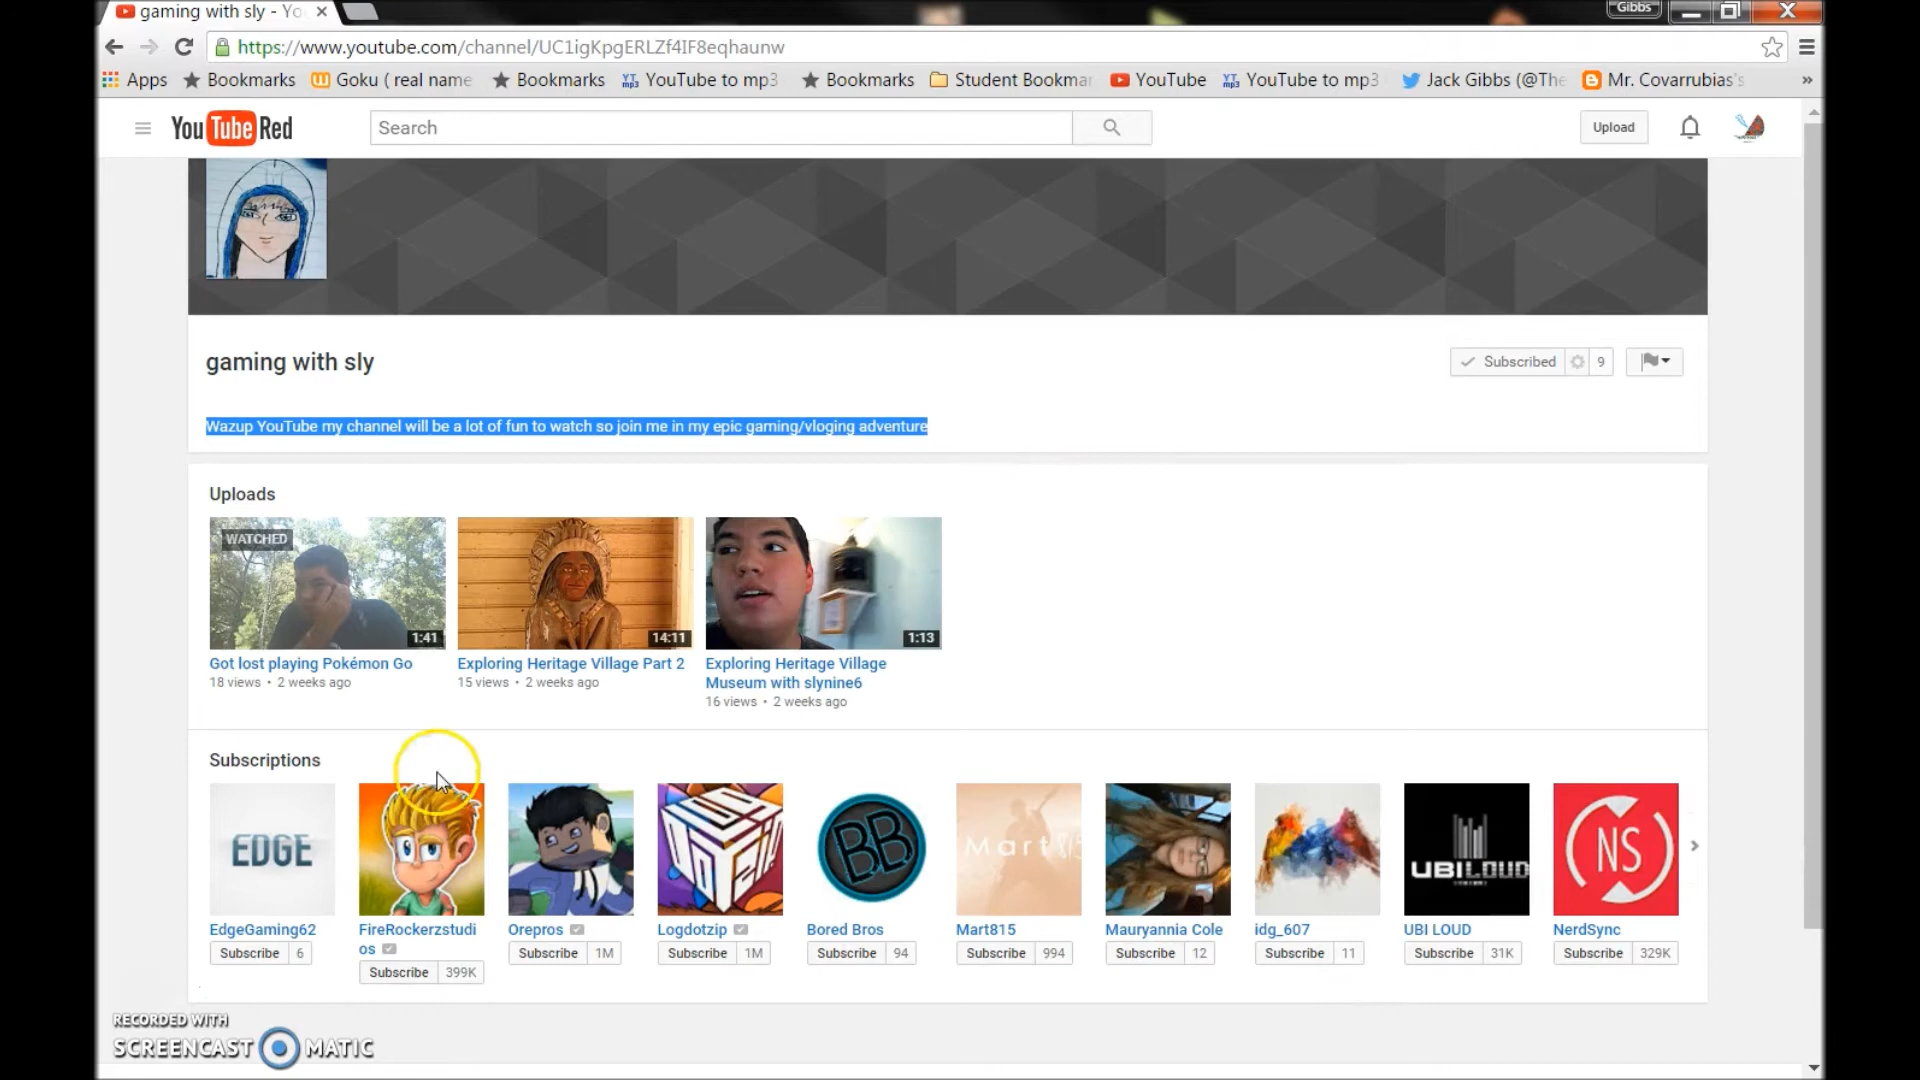 gaming with sly - Yo
Gibbs
https://www.youtube.com/channel/UC1igKpgERLZf4IF8eqhaunw
Apps Bookmarks Goku ( real name Bookmarks YouTube to mp3 Bookmarks Student Bookmar YouTube YouTube to mp3 Jack Gibbs (@The Mr. Covarrubias's »
YouTube Red Search Upload
gaming with sly
Subscribed 9
Wazup YouTube my channel will be a lot of fun to watch so join me in my epic gaming/vloging adventure
Uploads
WATCHED
1:41 14:11 1:13
Got lost playing Pokémon Go
18 views • 2 weeks ago
Exploring Heritage Village Part 2
15 views • 2 weeks ago
Exploring Heritage Village
Museum with slynine6
16 views • 2 weeks ago
Subscriptions
EDGE
Mart
BB
UBILOUD
NS
EdgeGaming62
Subscribe 6
FireRockerzstudi
os
Subscribe 399K
Orepros
Subscribe 1M
Logdotzip
Subscribe 1M
Bored Bros
Subscribe 94
Mart815
Subscribe 994
Mauryannia Cole
Subscribe 12
idg_607
Subscribe 11
UBI LOUD
Subscribe 31K
NerdSync
Subscribe 329K
RECORDED WITH
SCREENCAST MATIC